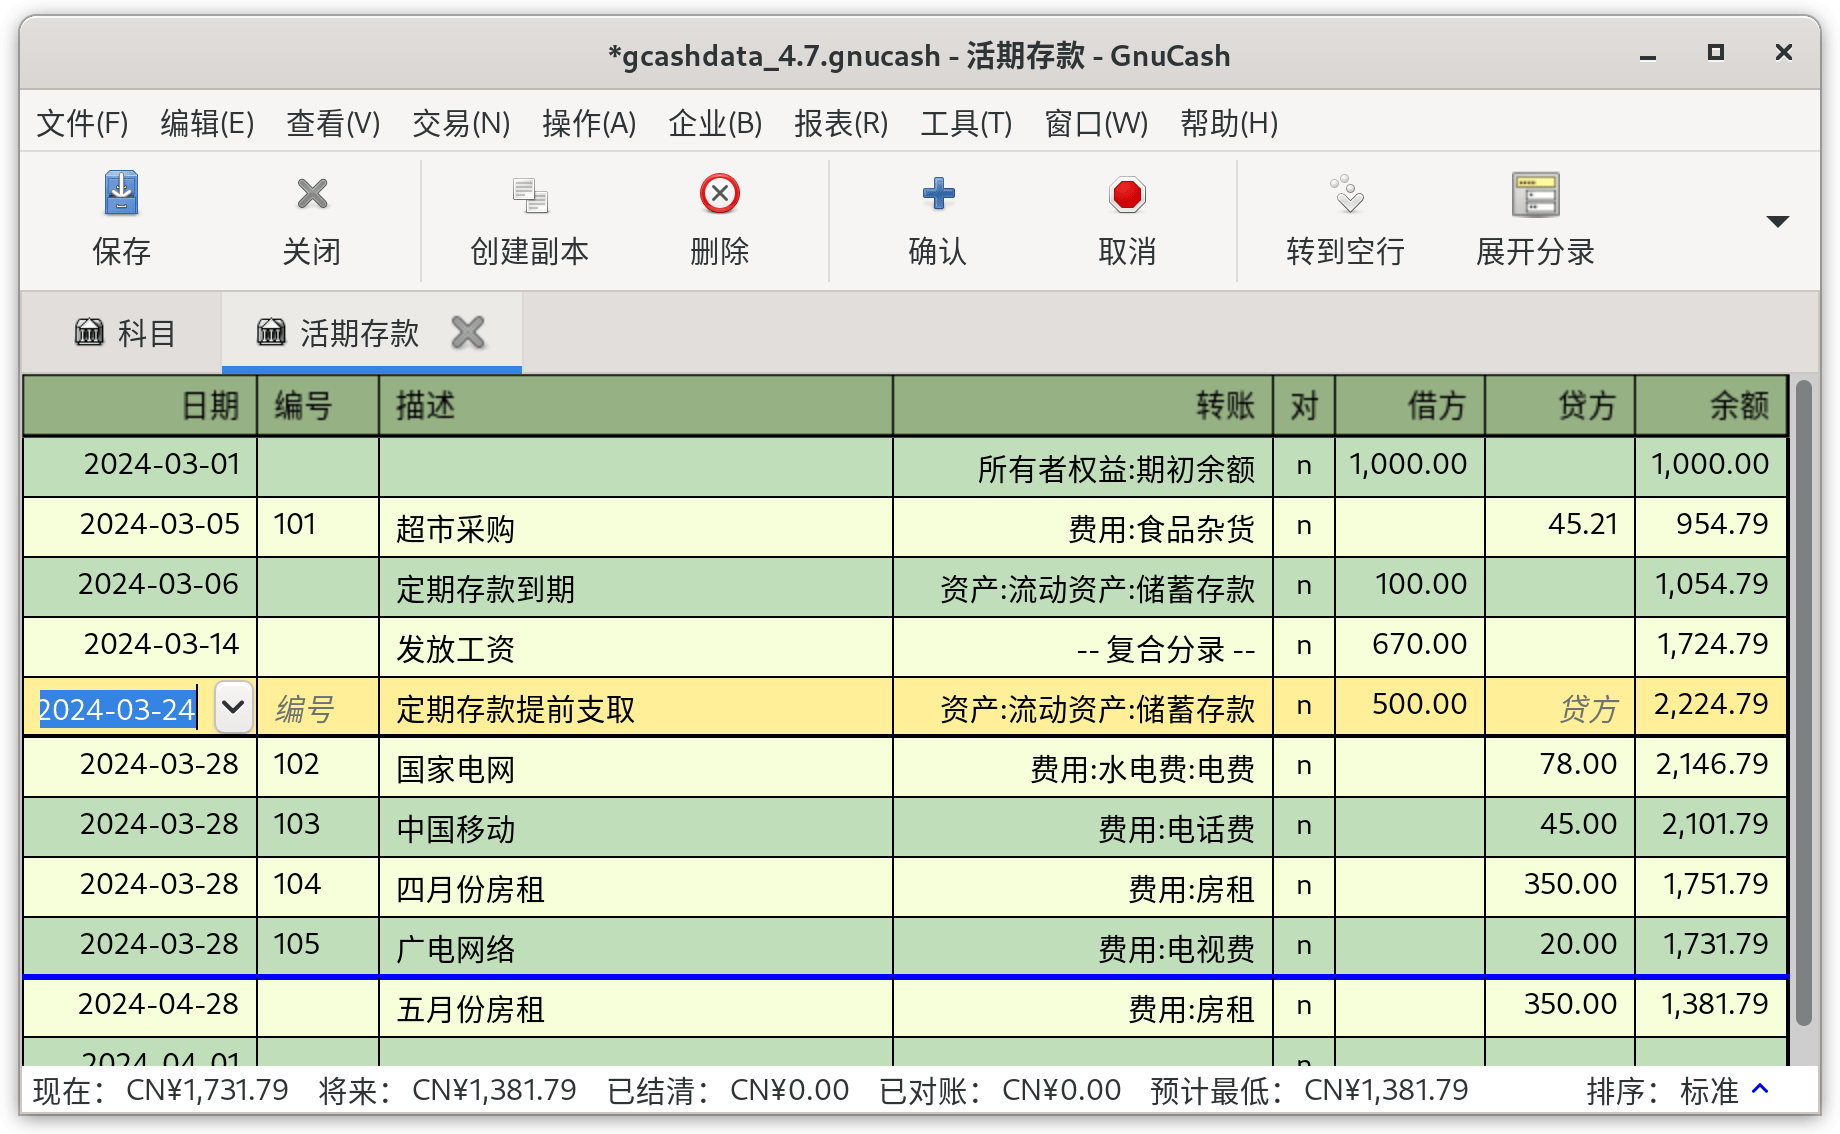 *gcashdata_4.7.gnucash - 活期存款 - GnuCash
文件(F) 编辑(E) 查看(V) 交易(N) 操作(A) 企业(B) 报表(R) 工具(T) 窗口(W) 帮助(H)
保存 关闭 创建副本 删除 确认 取消 转到空行 展开分录
科目 活期存款
日期 编号 描述 转账 对 借方 贷方 余额
2024-03-01 所有者权益:期初余额 n 1,000.00 1,000.00
2024-03-05 101 超市采购 费用:食品杂货 n 45.21 954.79
2024-03-06 定期存款到期 资产:流动资产:储蓄存款 n 100.00 1,054.79
2024-03-14 发放工资 -- 复合分录 -- n 670.00 1,724.79
2024-03-24 编号 定期存款提前支取 资产:流动资产:储蓄存款 n 500.00 贷方 2,224.79
2024-03-28 102 国家电网 费用:水电费:电费 n 78.00 2,146.79
2024-03-28 103 中国移动 费用:电话费 n 45.00 2,101.79
2024-03-28 104 四月份房租 费用:房租 n 350.00 1,751.79
2024-03-28 105 广电网络 费用:电视费 n 20.00 1,731.79
2024-04-28 五月份房租 费用:房租 n 350.00 1,381.79
2024-04-01 n
现在： CN¥1,731.79 将来： CN¥1,381.79 已结清： CN¥0.00 已对账： CN¥0.00 预计最低： CN¥1,381.79 排序： 标准